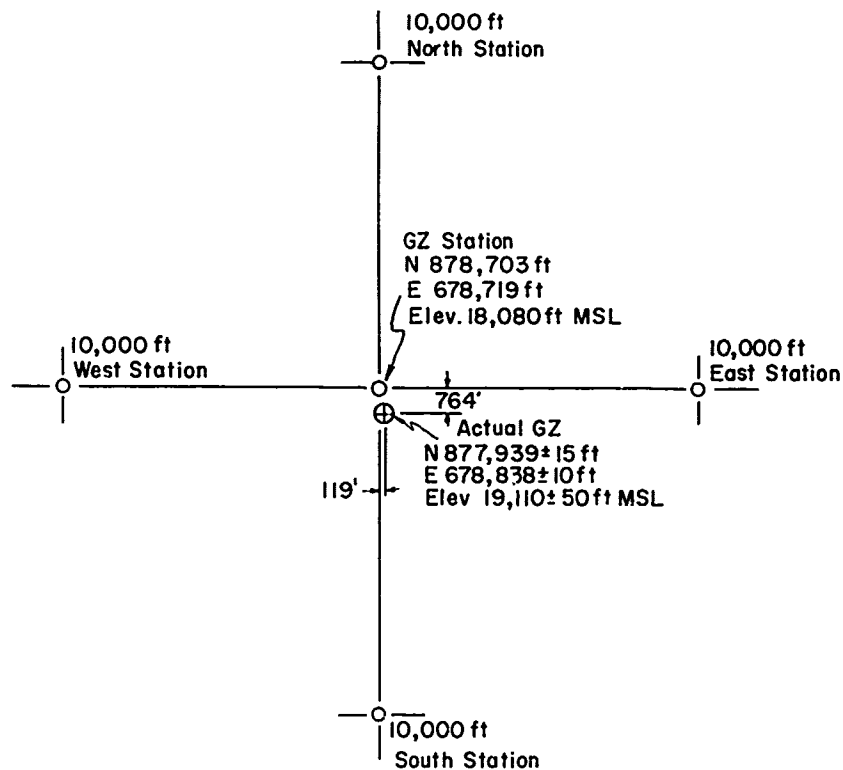 10,000 ft
North Station
GZ Station
N 878,703 ft
E 678,719 ft
Elev. 18,080 ft MSL
10,000 ft
West Station
10,000 ft
East Station
764'
Actual GZ
N 877,939 ± 15 ft
E 678,838 ± 10 ft
Elev 19,110 ± 50 ft MSL
119'
10,000 ft
South Station